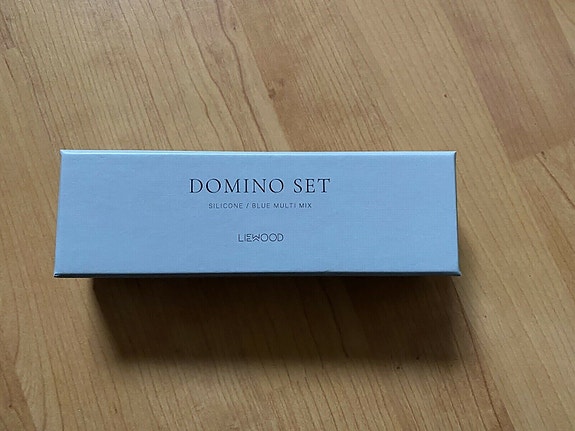 DOMINO SET
SILICONE / BLUE MULTI MIX
LIEWOOD